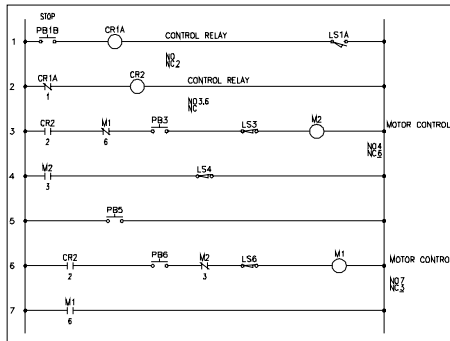 STOP
1 PB1B CR1A CONTROL RELAY LS1A
NO
NC 2
2 CR1A CR2 CONTROL RELAY
1
NO 3,6
NC
3 CR2 M1 PB3 LS3 M2 MOTOR CONTROL
2 6
NO 4
NC 6
4 M2 LS4
3
5 PB5
6 CR2 PB6 M2 LS6 M1 MOTOR CONTRO
2 3
NO 7
NC 3
7 M1
6